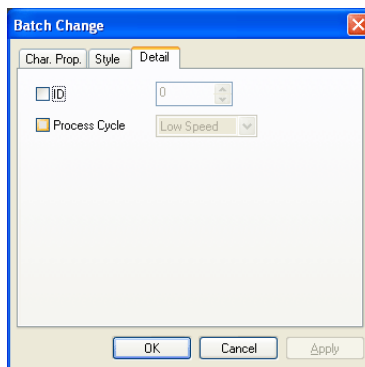 Batch Change
Char. Prop. Style Detail
ID 0
Process Cycle Low Speed
OK Cancel Apply